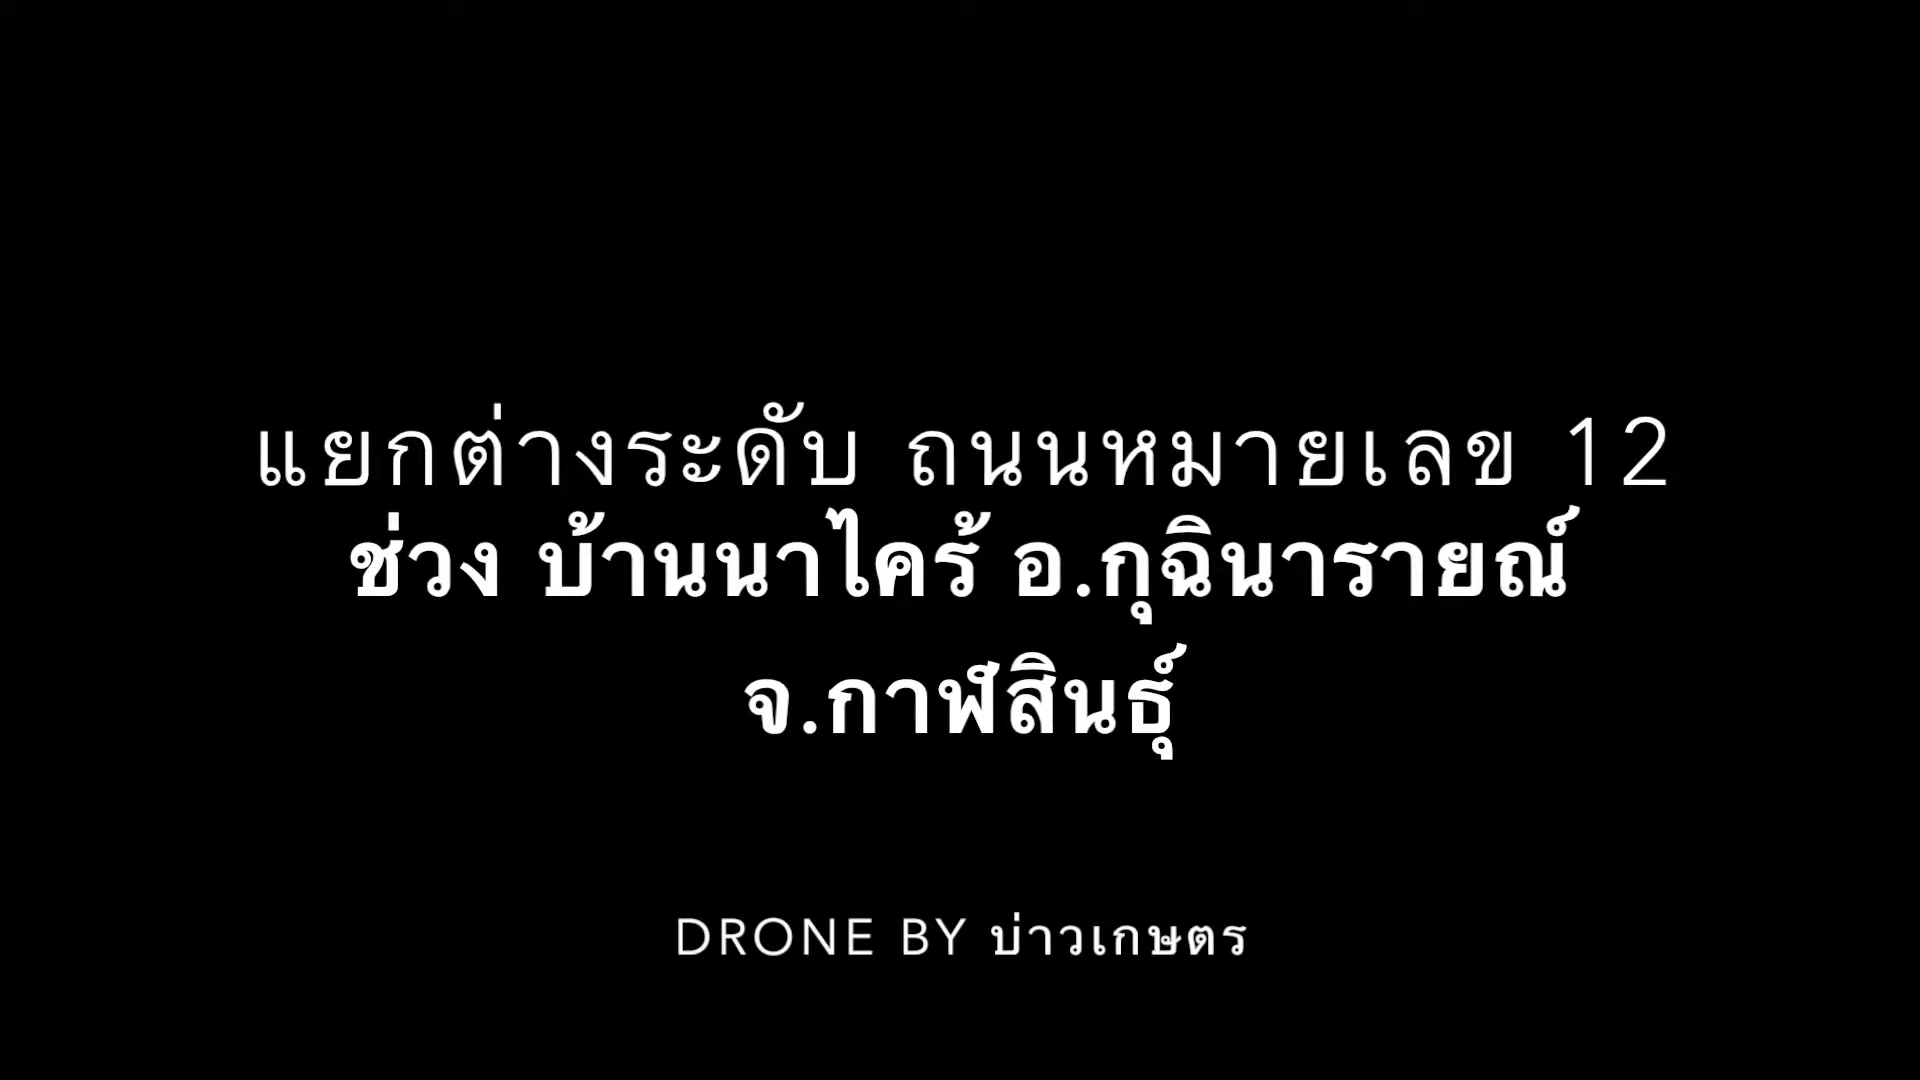 แยกต่างระดับ ถนนหมายเลข 12
ช่วง บ้านนาไคร้ อ.กุฉินารายณ์
จ.กาฬสินธุ์
DRONE BY บ่าวเกษตร